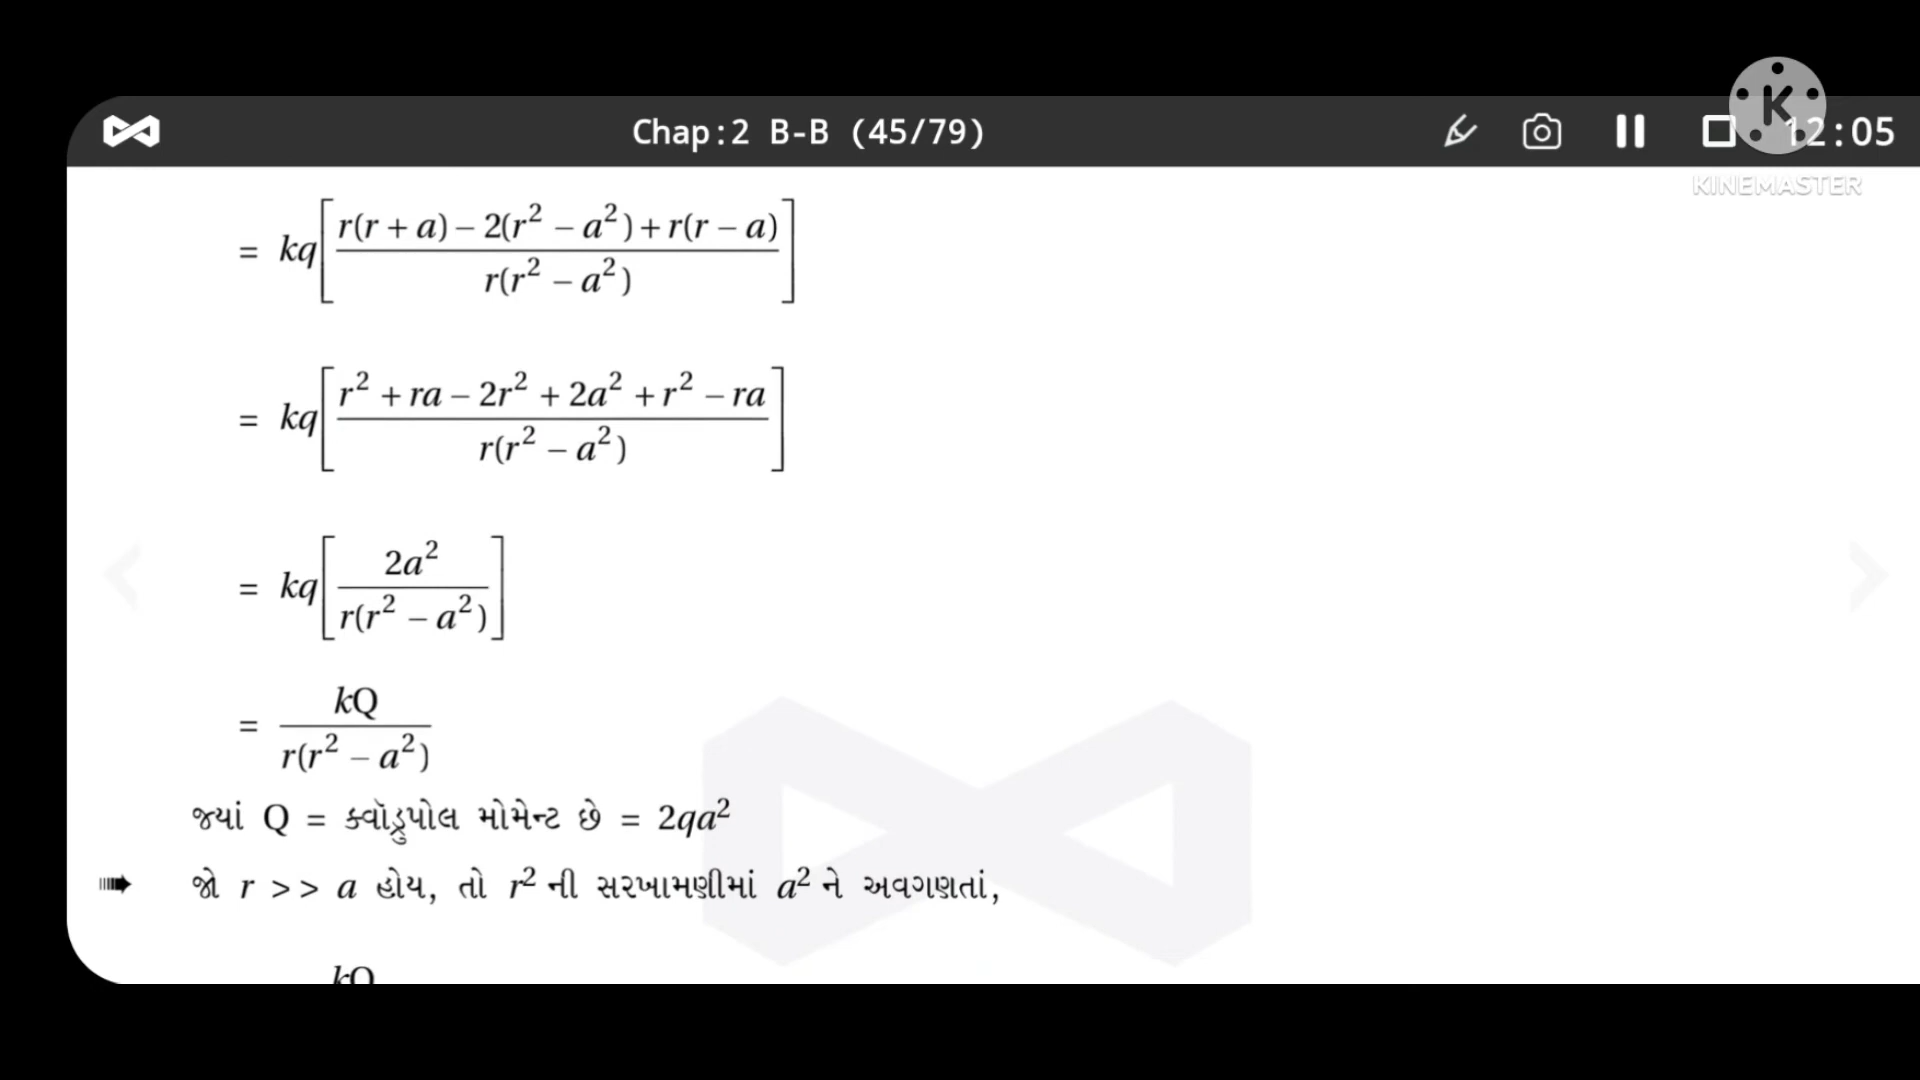 Chap:2 B-B (45/79) 12:05
KINEMASTER
= kq[ r(r + a) – 2(r² – a²) + r(r – a) / r(r² – a²) ]
= kq[ r² + ra – 2r² + 2a² + r² – ra / r(r² – a²) ]
= kq[ 2a² / r(r² – a²) ]
= kQ / r(r² – a²)
જ્યાં Q = ક્વૉડ્રુપોલ મોમેન્ટ છે = 2qa²
જો r >> a હોય, તો r² ની સરખામણીમાં a² ને અવગણતાં,
kQ